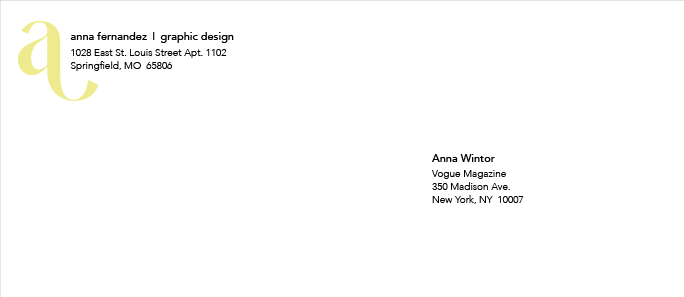 anna fernandez | graphic design
1028 East St. Louis Street Apt. 1102
Springfield, MO 65806
Anna Wintor
Vogue Magazine
350 Madison Ave.
New York, NY 10007